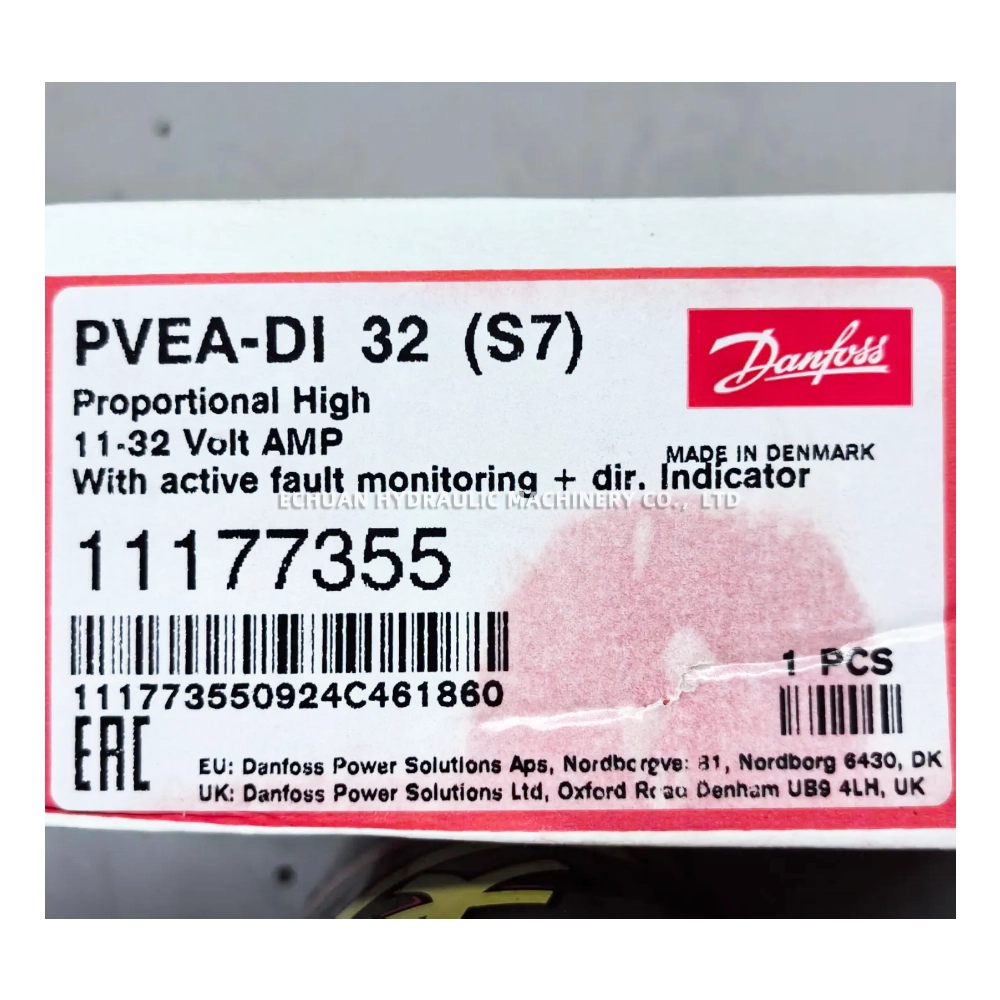 PVEA-DI 32 (S7)
Danfoss
Proportional High
11-32 Volt AMP
MADE IN DENMARK
With active fault monitoring + dir. Indicator
ECHUAN HYDRAULIC MACHINERY CO., LTD
11177355
1 PCS
111773550924C461860
EAC
EU: Danfoss Power Solutions Aps, 81, Nordborg 6430, DK
UK: Danfoss Power Solutions Ltd, Oxford Road Denham UB9 4LH, UK